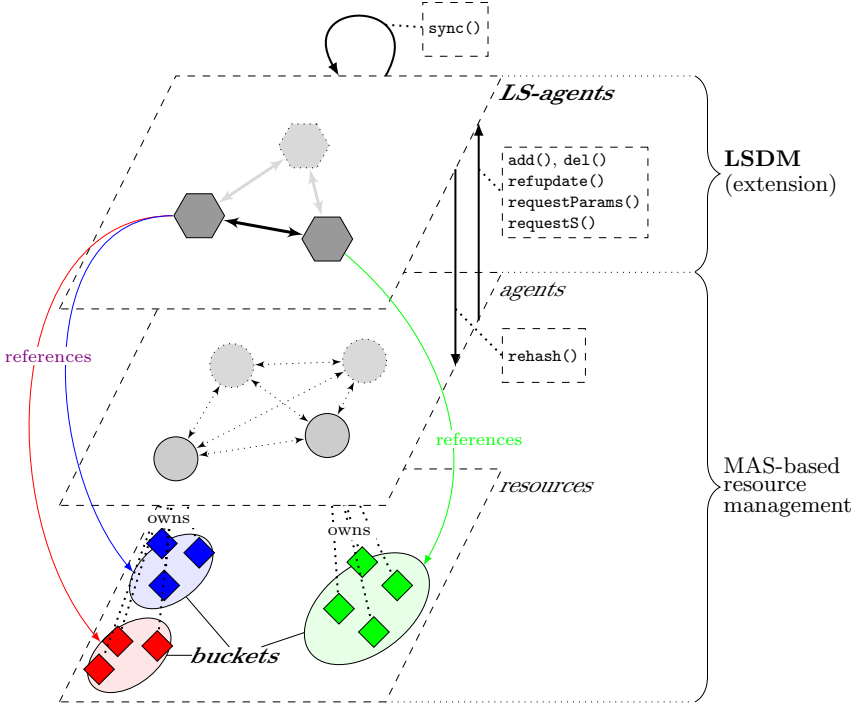 sync()
LS-agents
add(), del()
refupdate()
requestParams()
requestS()
LSDM
(extension)
agents
references
rehash()
references
MAS-based
resource
management
resources
owns
owns
buckets